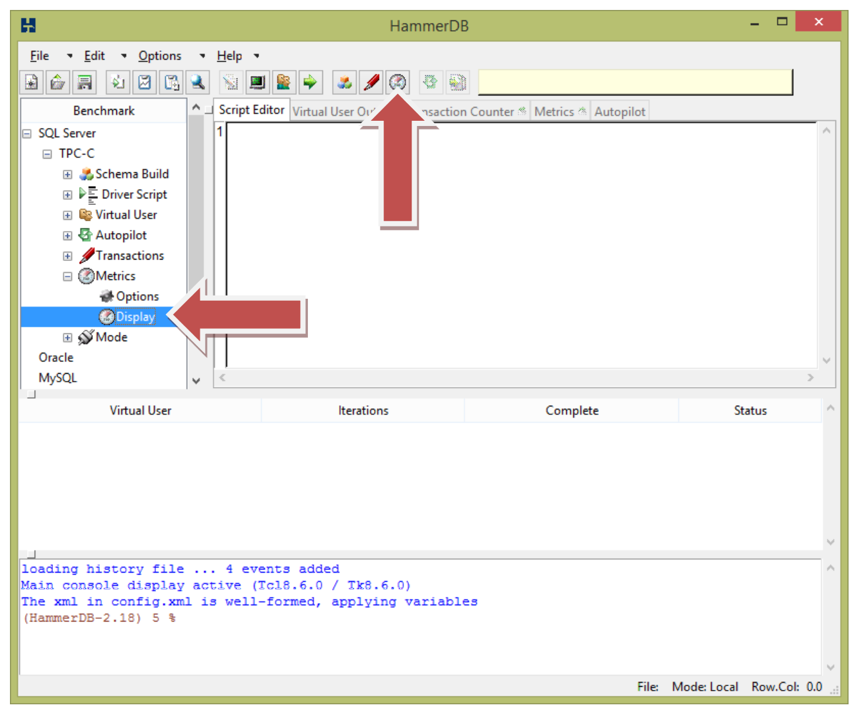 HammerDB
File Edit Options Help
Benchmark
Script Editor Virtual User Ou nsaction Counter Metrics Autopilot
1
SQL Server
TPC-C
Schema Build
Driver Script
Virtual User
Autopilot
Transactions
Metrics
Options
Display
Mode
Oracle
MySQL
Virtual User Iterations Complete Status
loading history file ... 4 events added
Main console display active (Tcl8.6.0 / Tk8.6.0)
The xml in config.xml is well-formed, applying variables
(HammerDB-2.18) 5 %
File: Mode: Local Row.Col: 0.0